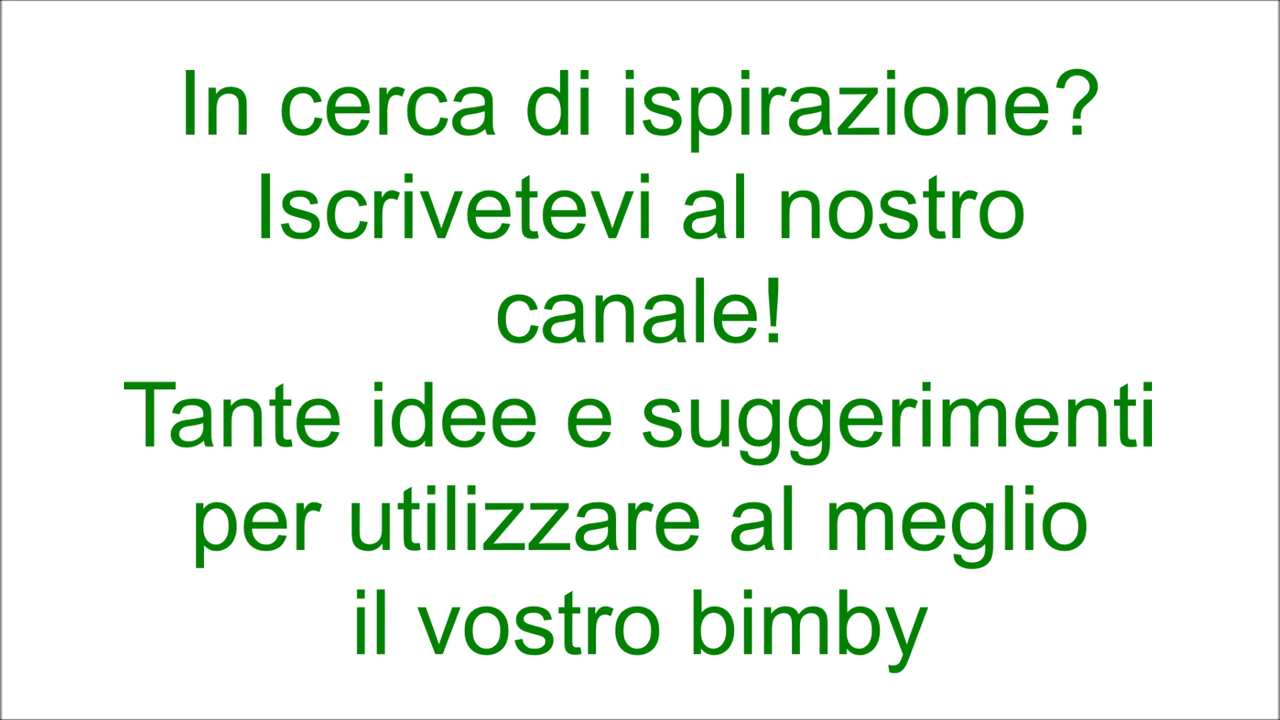 In cerca di ispirazione?
Iscrivetevi al nostro
canale!
Tante idee e suggerimenti
per utilizzare al meglio
il vostro bimby